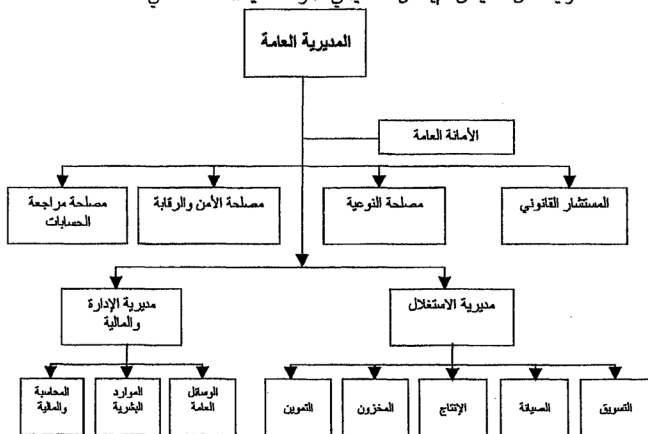 المديرية العامة
الأمانة العامة
المستشار القانوني
مصلحة النوعية
مصلحة الأمن والرقابة
مصلحة مراجعة
الحسابات
مديرية الاستغلال
مديرية الإدارة
والمالية
التسويق
الصيانة
الإنتاج
المخزون
التموين
الوسائل
العامة
الموارد
البشرية
المحاسبة
والمالية